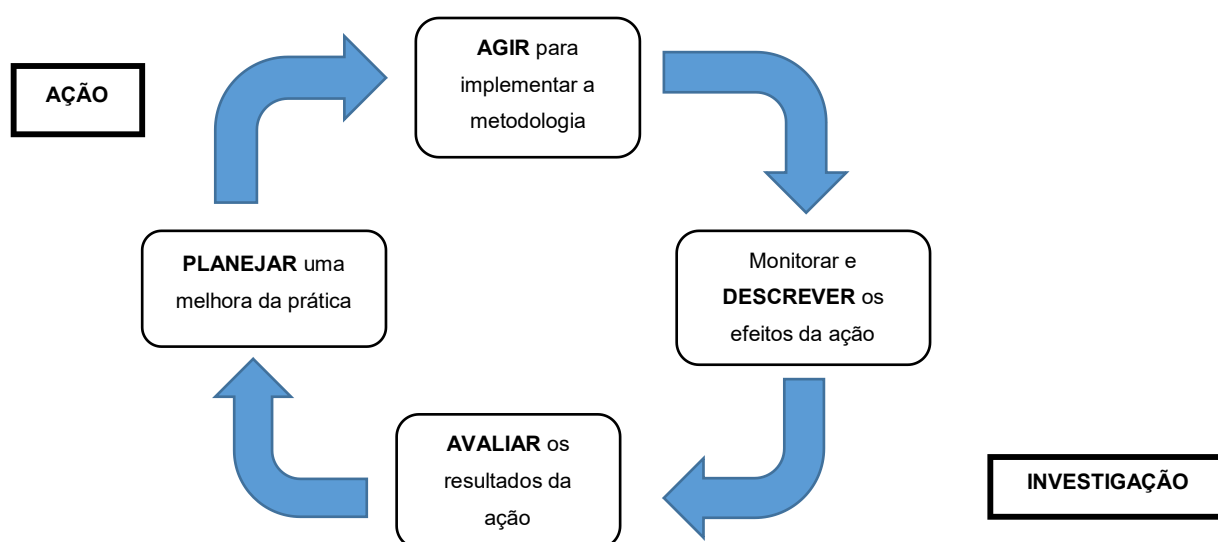 AGIR para
implementar a
metodologia
AÇÃO
PLANEJAR uma
melhora da prática
Monitorar e
DESCREVER os
efeitos da ação
AVALIAR os
resultados da
ação
INVESTIGAÇÃO